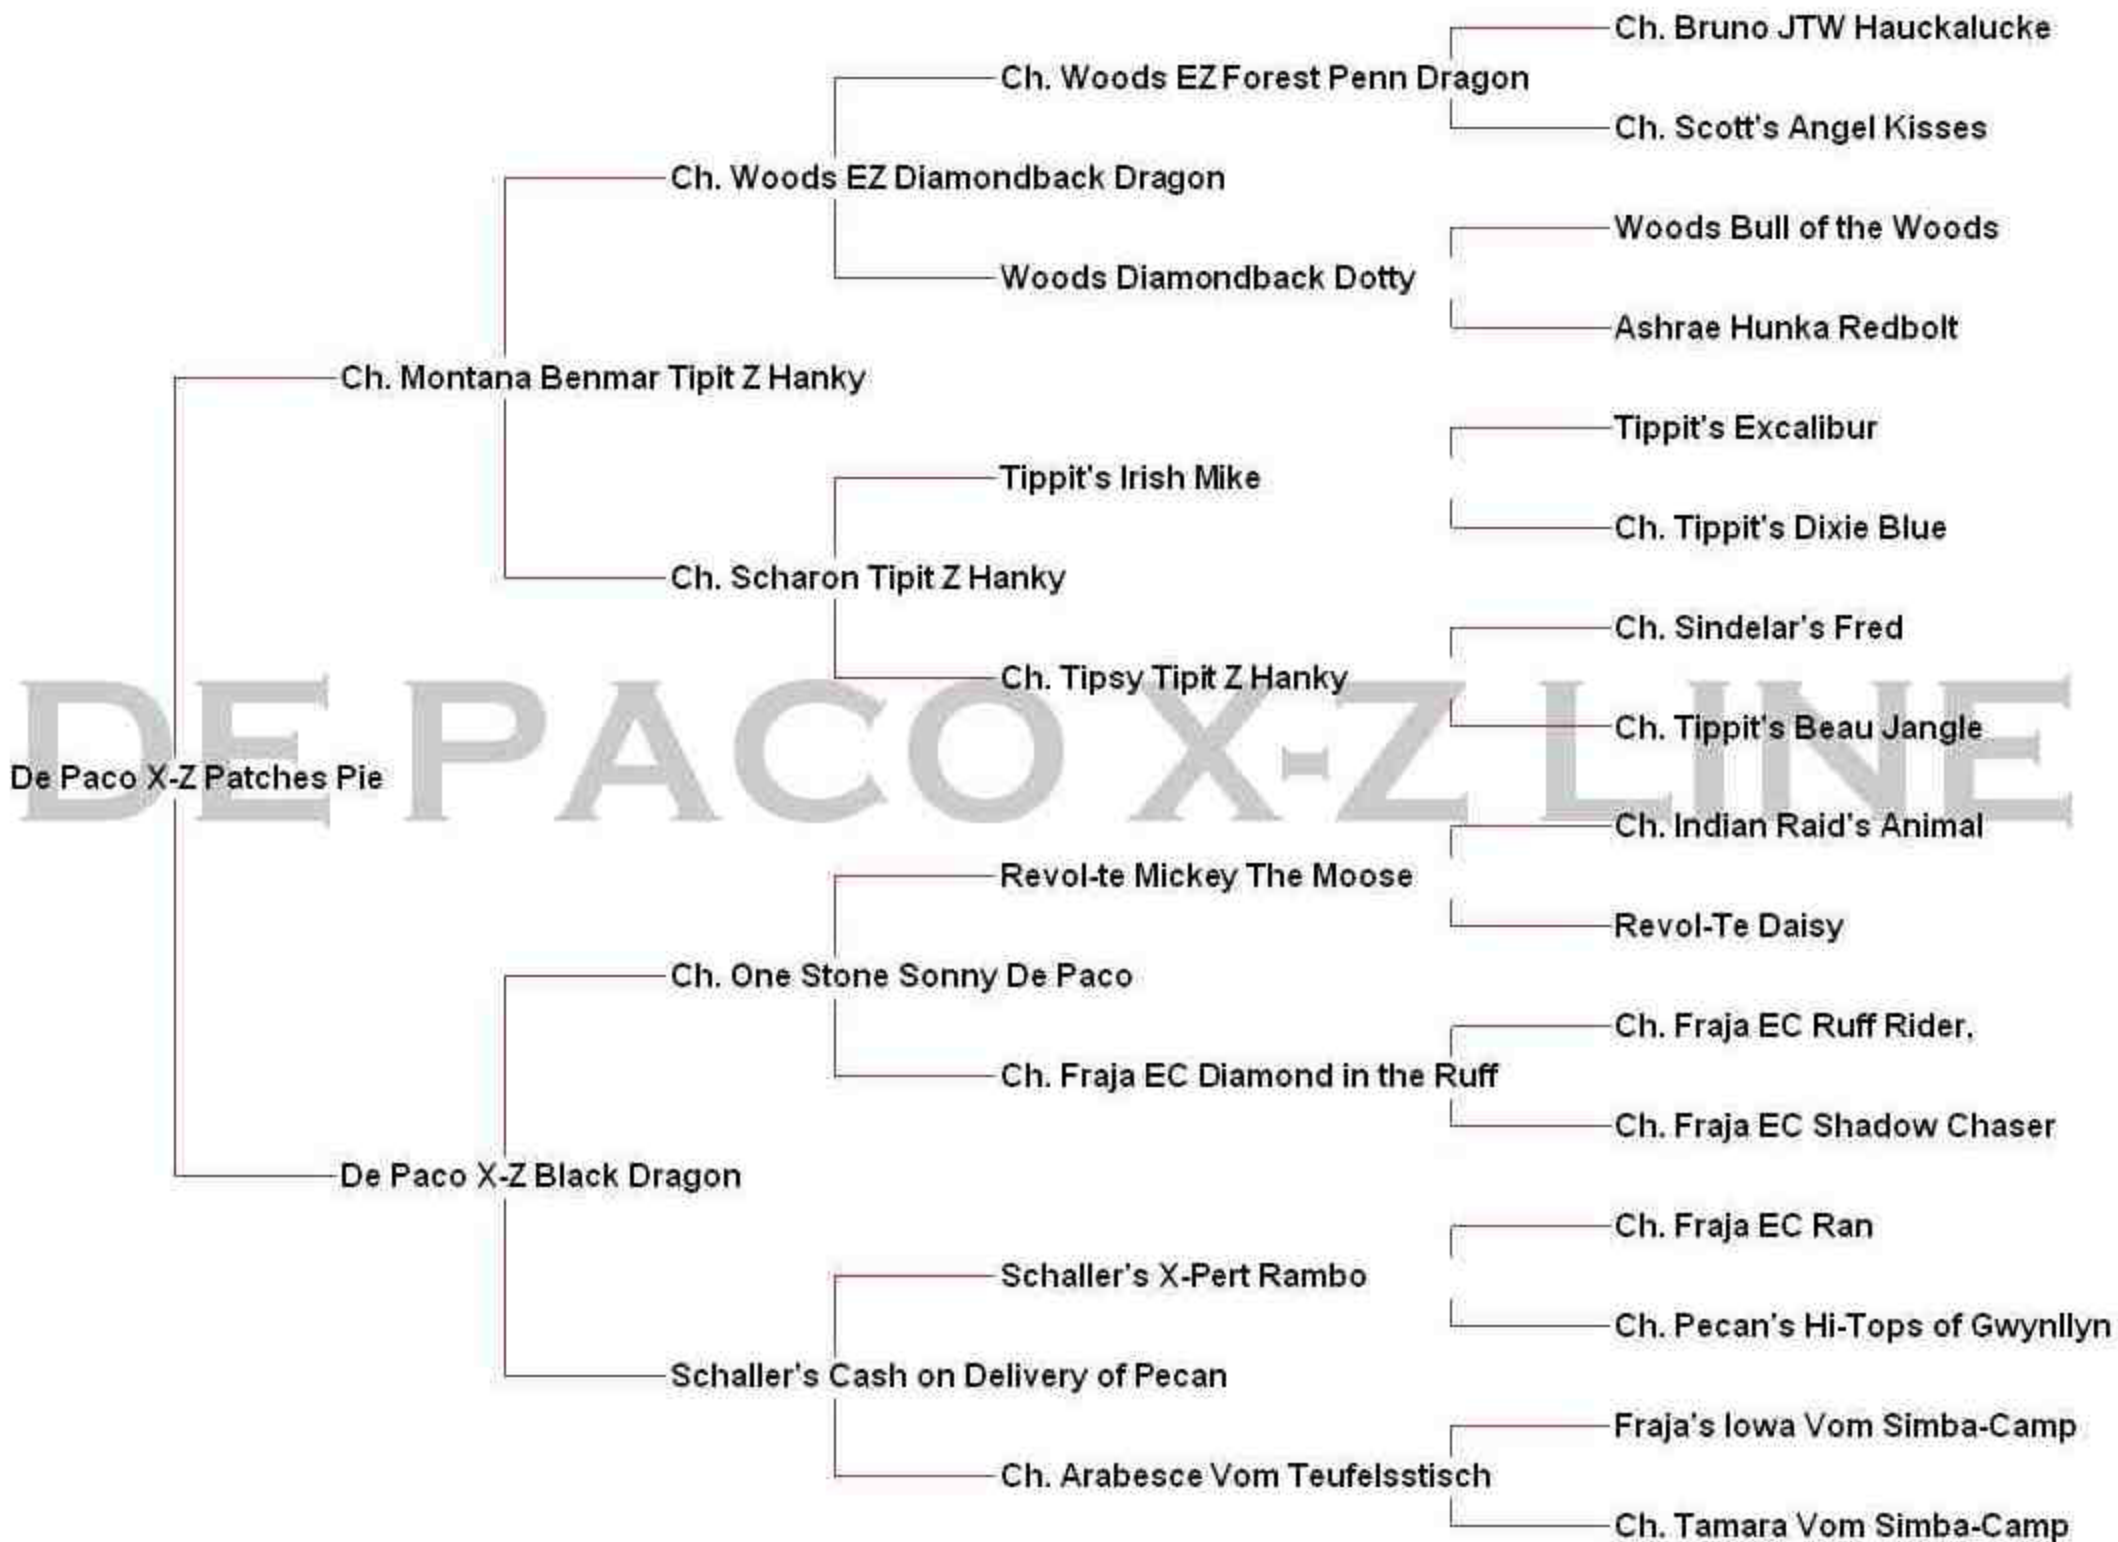 Ch. Bruno JTW Hauckalucke
Ch. Woods EZ Forest Penn Dragon
Ch. Scott's Angel Kisses
Ch. Woods EZ Diamondback Dragon
Woods Bull of the Woods
Woods Diamondback Dotty
Ashrae Hunka Redbolt
Ch. Montana Benmar Tipit Z Hanky
Tippit's Excalibur
Tippit's Irish Mike
Ch. Tippit's Dixie Blue
Ch. Scharon Tipit Z Hanky
Ch. Sindelar's Fred
Ch. Tipsy Tipit Z Hanky
Ch. Tippit's Beau Jangle
DE PACO X-Z LINE
De Paco X-Z Patches Pie
Ch. Indian Raid's Animal
Revol-te Mickey The Moose
Revol-Te Daisy
Ch. One Stone Sonny De Paco
Ch. Fraja EC Ruff Rider,
Ch. Fraja EC Diamond in the Ruff
Ch. Fraja EC Shadow Chaser
De Paco X-Z Black Dragon
Ch. Fraja EC Ran
Schaller's X-Pert Rambo
Ch. Pecan's Hi-Tops of Gwynllyn
Schaller's Cash on Delivery of Pecan
Fraja's Iowa Vom Simba-Camp
Ch. Arabesce Vom Teufelsstisch
Ch. Tamara Vom Simba-Camp